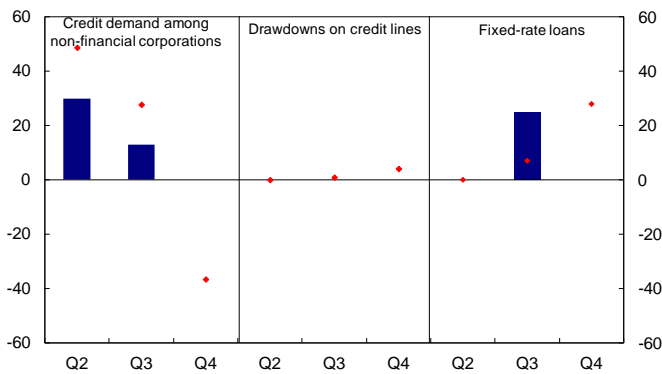 Credit demand among
non-financial corporations
Drawdowns on credit lines
Fixed-rate loans
60
40
20
0
-20
-40
-60
60
40
20
0
-20
-40
-60
Q2 Q3 Q4 Q2 Q3 Q4 Q2 Q3 Q4